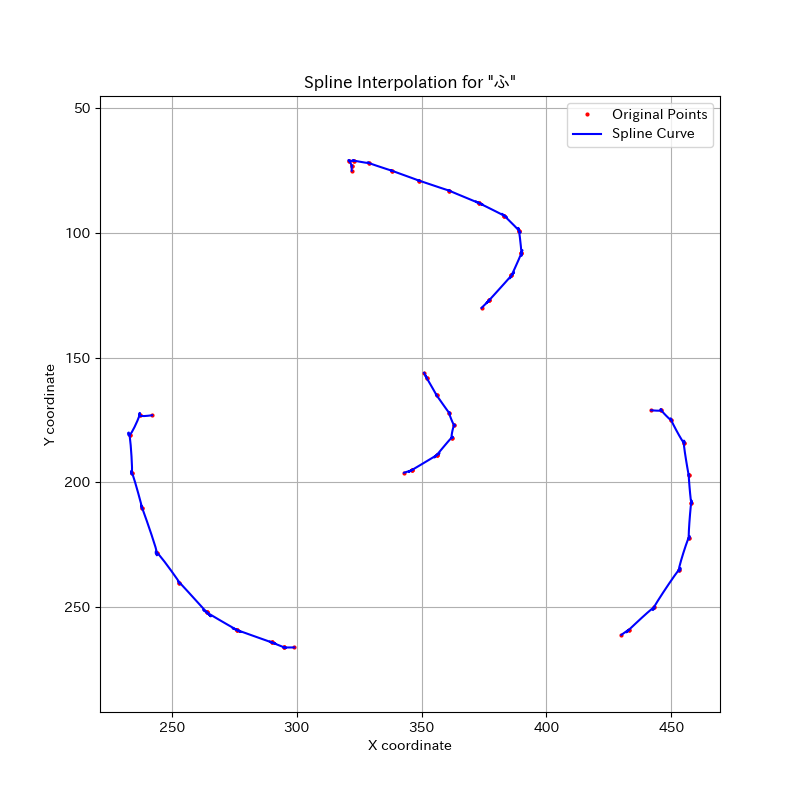 Spline Interpolation for "ふ"
Original Points
Spline Curve
50
100
150
200
250
Y coordinate
250 300 350 400 450
X coordinate